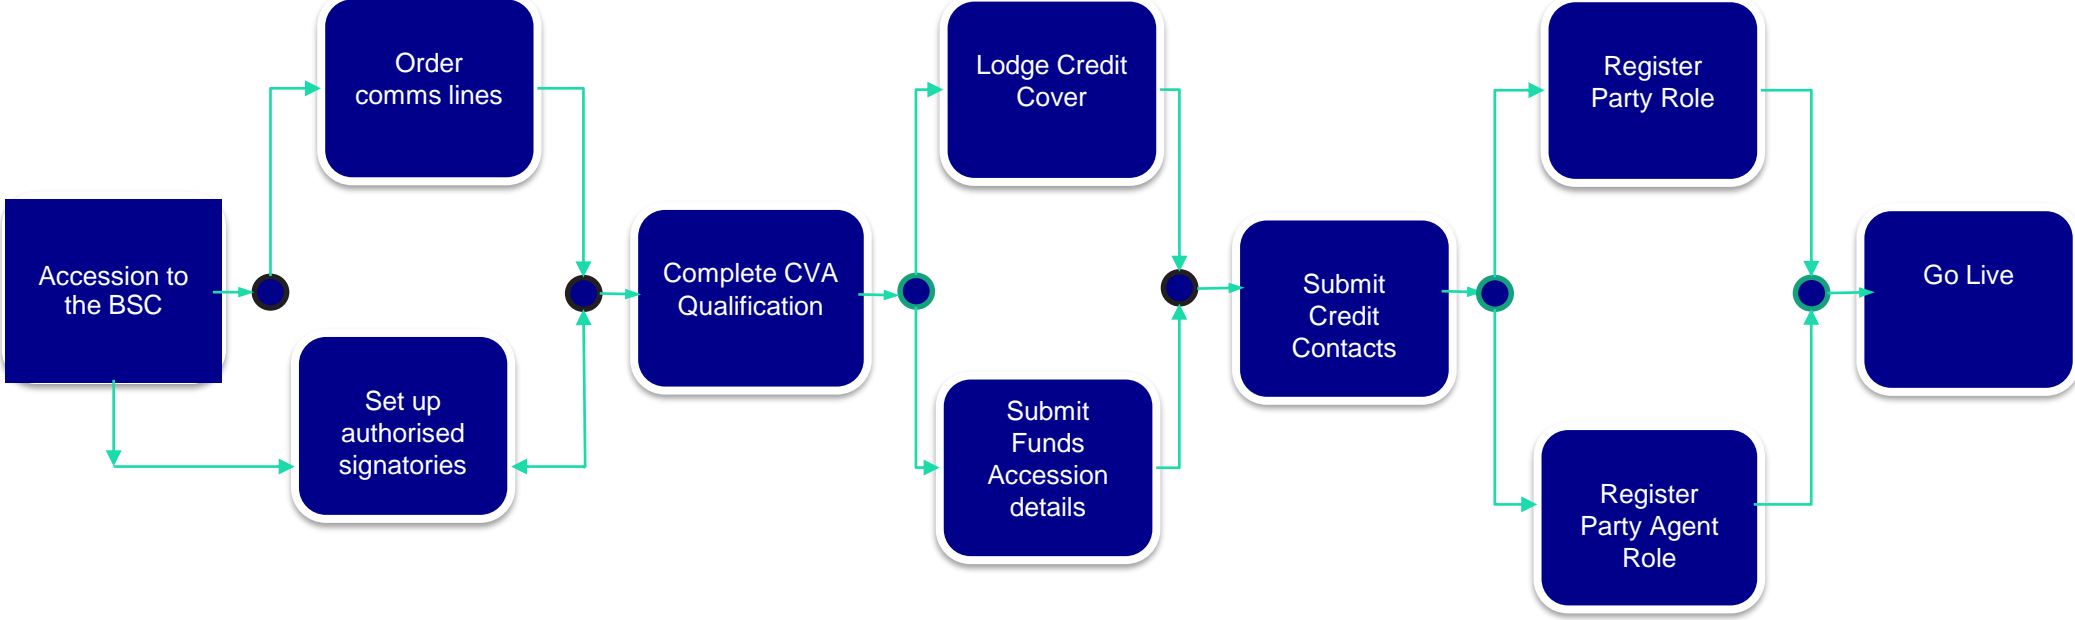 Accession to
the BSC
Order
comms lines
Set up
authorised
signatories
Complete CVA
Qualification
Lodge Credit
Cover
Submit
Funds
Accession
details
Submit
Credit
Contacts
Register
Party Role
Register
Party Agent
Role
Go Live